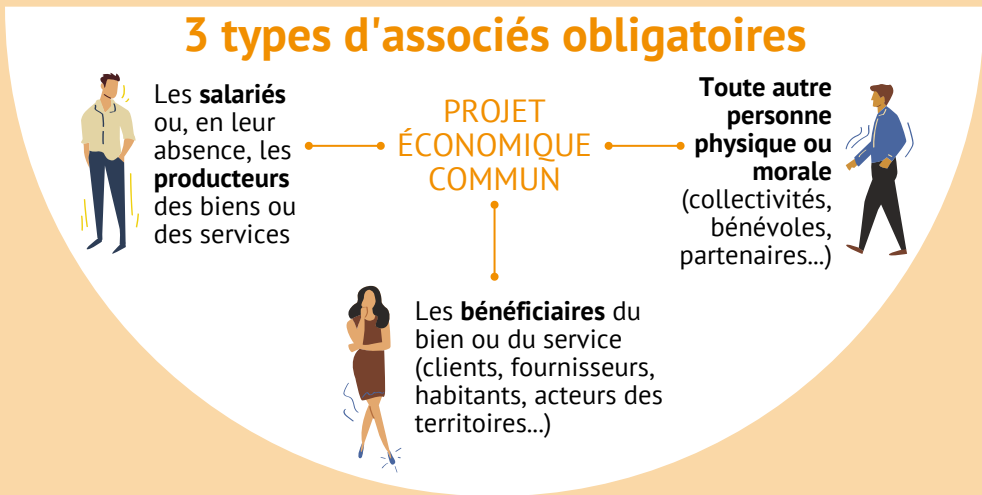 3 types d'associés obligatoires
Les salariés
ou, en leur
absence, les
producteurs
des biens ou
des services
PROJET
ÉCONOMIQUE
COMMUN
Toute autre
personne
physique ou
morale
(collectivités,
bénévoles,
partenaires...)
Les bénéficiaires du
bien ou du service
(clients, fournisseurs,
habitants, acteurs des
territoires...)